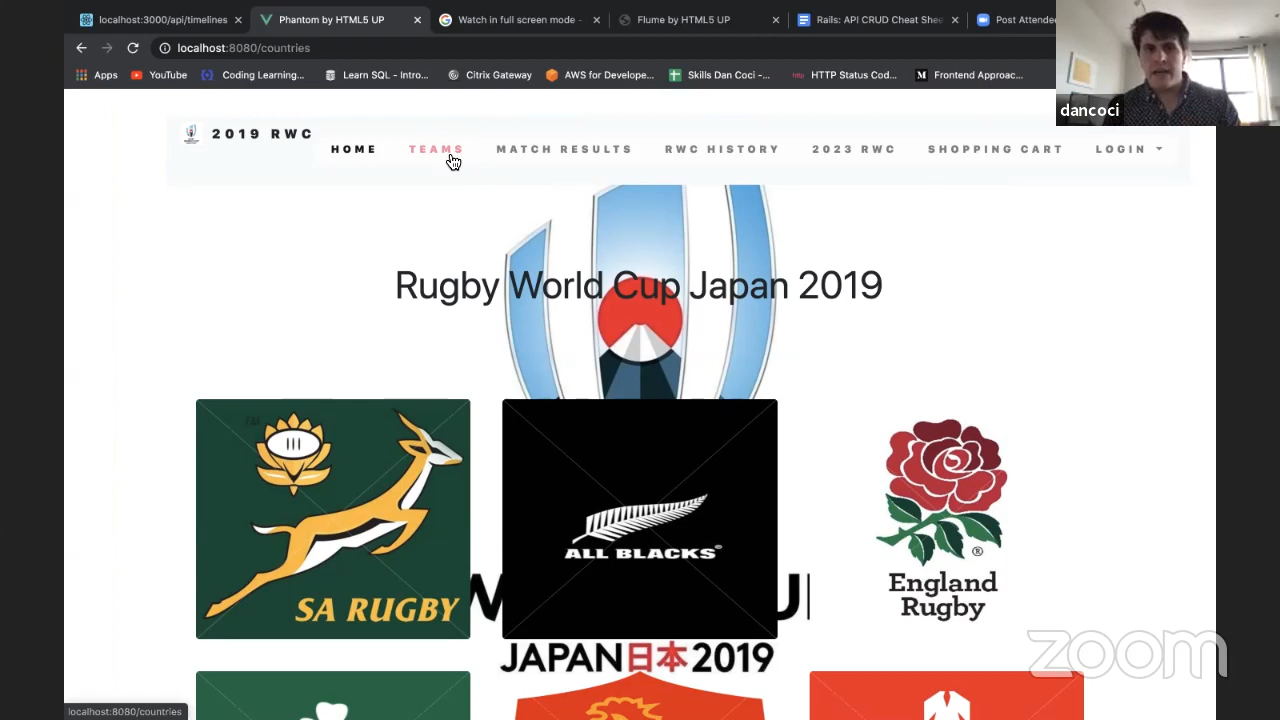 localhost:3000/api/timelines
Phantom by HTML5 UP
Watch in full screen mode -
Flume by HTML5 UP
Rails: API CRUD Cheat Shee
Post Attende
localhost:8080/countries
Apps
YouTube
Coding Learning...
Learn SQL - Intro...
Citrix Gateway
AWS for Develope...
Skills Dan Coci -...
HTTP Status Cod...
Frontend Approac...
dancoci
2019 RWC
HOME
TEAMS
MATCH RESULTS
RWC HISTORY
2023 RWC
SHOPPING CART
LOGIN
Rugby World Cup Japan 2019
SA RUGBY
ALL BLACKS
England
Rugby
JAPAN日本2019
zoom
localhost:8080/countries